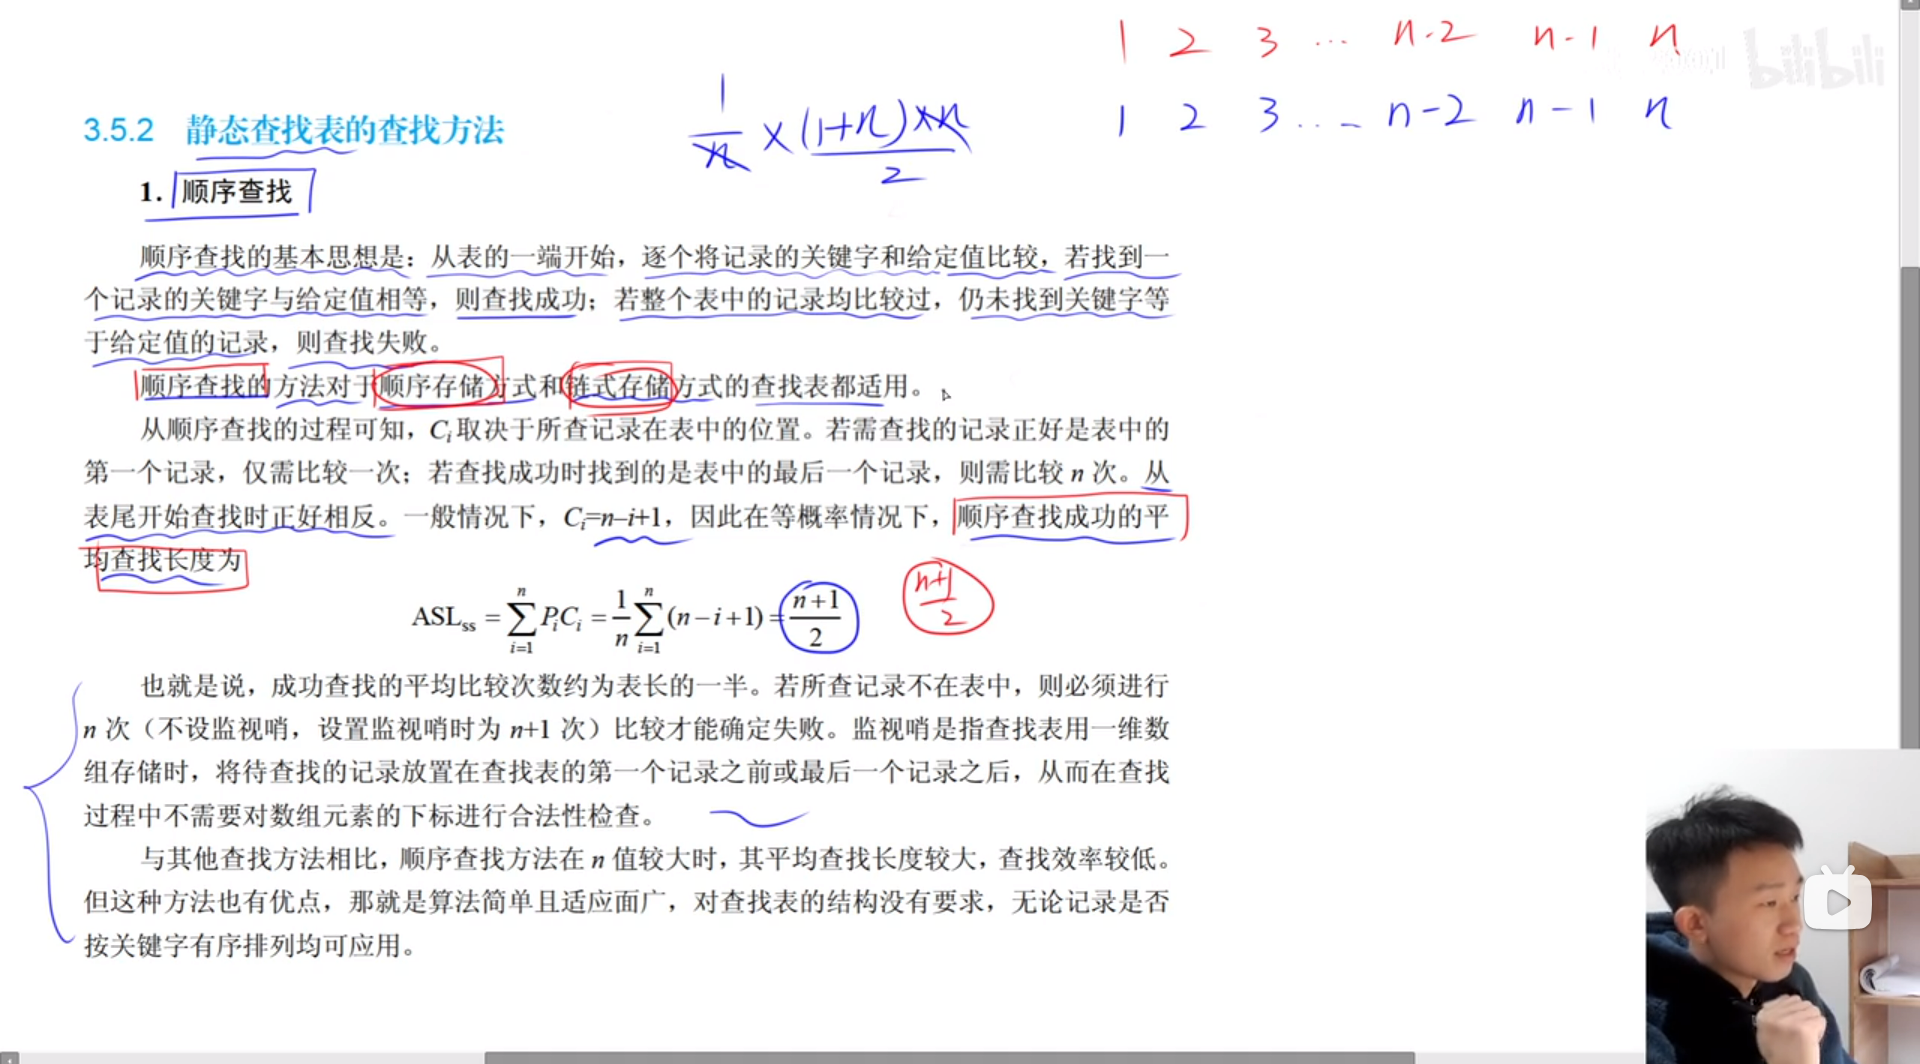 1 2 3 ... n-2 n-1 n
bilibili
1 2 3 ... n-2 n-1 n
1/n × (1+n)×n/2
3.5.2 静态查找表的查找方法
1. 顺序查找
顺序查找的基本思想是：从表的一端开始，逐个将记录的关键字和给定值比较，若找到一
个记录的关键字与给定值相等，则查找成功；若整个表中的记录均比较过，仍未找到关键字等
于给定值的记录，则查找失败。
顺序查找的方法对于顺序存储方式和链式存储方式的查找表都适用。
从顺序查找的过程可知，Cᵢ取决于所查记录在表中的位置。若需查找的记录正好是表中的
第一个记录，仅需比较一次；若查找成功时找到的是表中的最后一个记录，则需比较 n 次。从
表尾开始查找时正好相反。一般情况下，Cᵢ=n–i+1，因此在等概率情况下，顺序查找成功的平
均查找长度为
ASLss = ∑ⁿᵢ₌₁ PᵢCᵢ = 1/n ∑ⁿᵢ₌₁ (n−i+1) = n+1/2
n+1/2
也就是说，成功查找的平均比较次数约为表长的一半。若所查记录不在表中，则必须进行
n 次（不设监视哨，设置监视哨时为 n+1 次）比较才能确定失败。监视哨是指查找表用一维数
组存储时，将待查找的记录放置在查找表的第一个记录之前或最后一个记录之后，从而在查找
过程中不需要对数组元素的下标进行合法性检查。
与其他查找方法相比，顺序查找方法在 n 值较大时，其平均查找长度较大，查找效率较低。
但这种方法也有优点，那就是算法简单且适应面广，对查找表的结构没有要求，无论记录是否
按关键字有序排列均可应用。